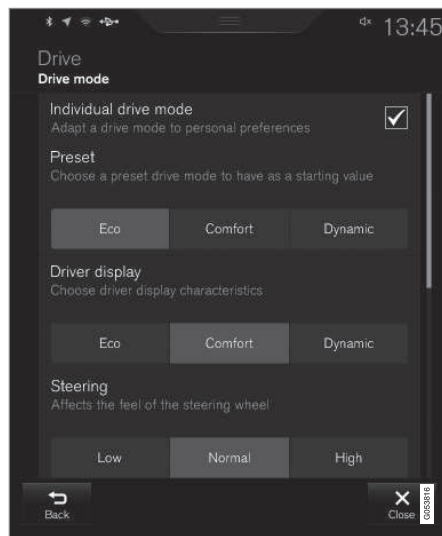 13:45
Drive
Drive mode
Individual drive mode
Adapt a drive mode to personal preferences
Preset
Choose a preset drive mode to have as a starting value
Eco Comfort Dynamic
Driver display
Choose driver display characteristics
Eco Comfort Dynamic
Steering
Affects the feel of the steering wheel
Low Normal High
Back Close
G053816